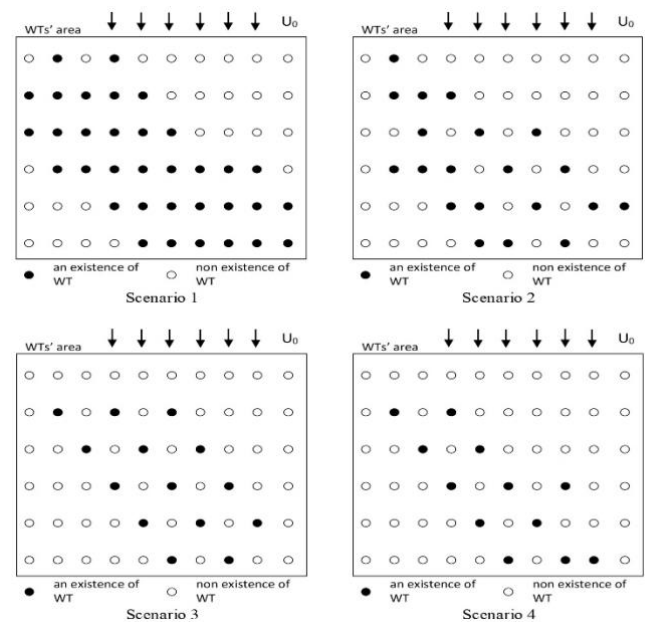 WTs' area U₀
WTs' area U₀
an existence of WT
non existence of WT
an existence of WT
non existence of WT
Scenario 1
Scenario 2
WTs' area U₀
WTs' area U₀
an existence of WT
non existence of WT
an existence of WT
non existence of WT
Scenario 3
Scenario 4